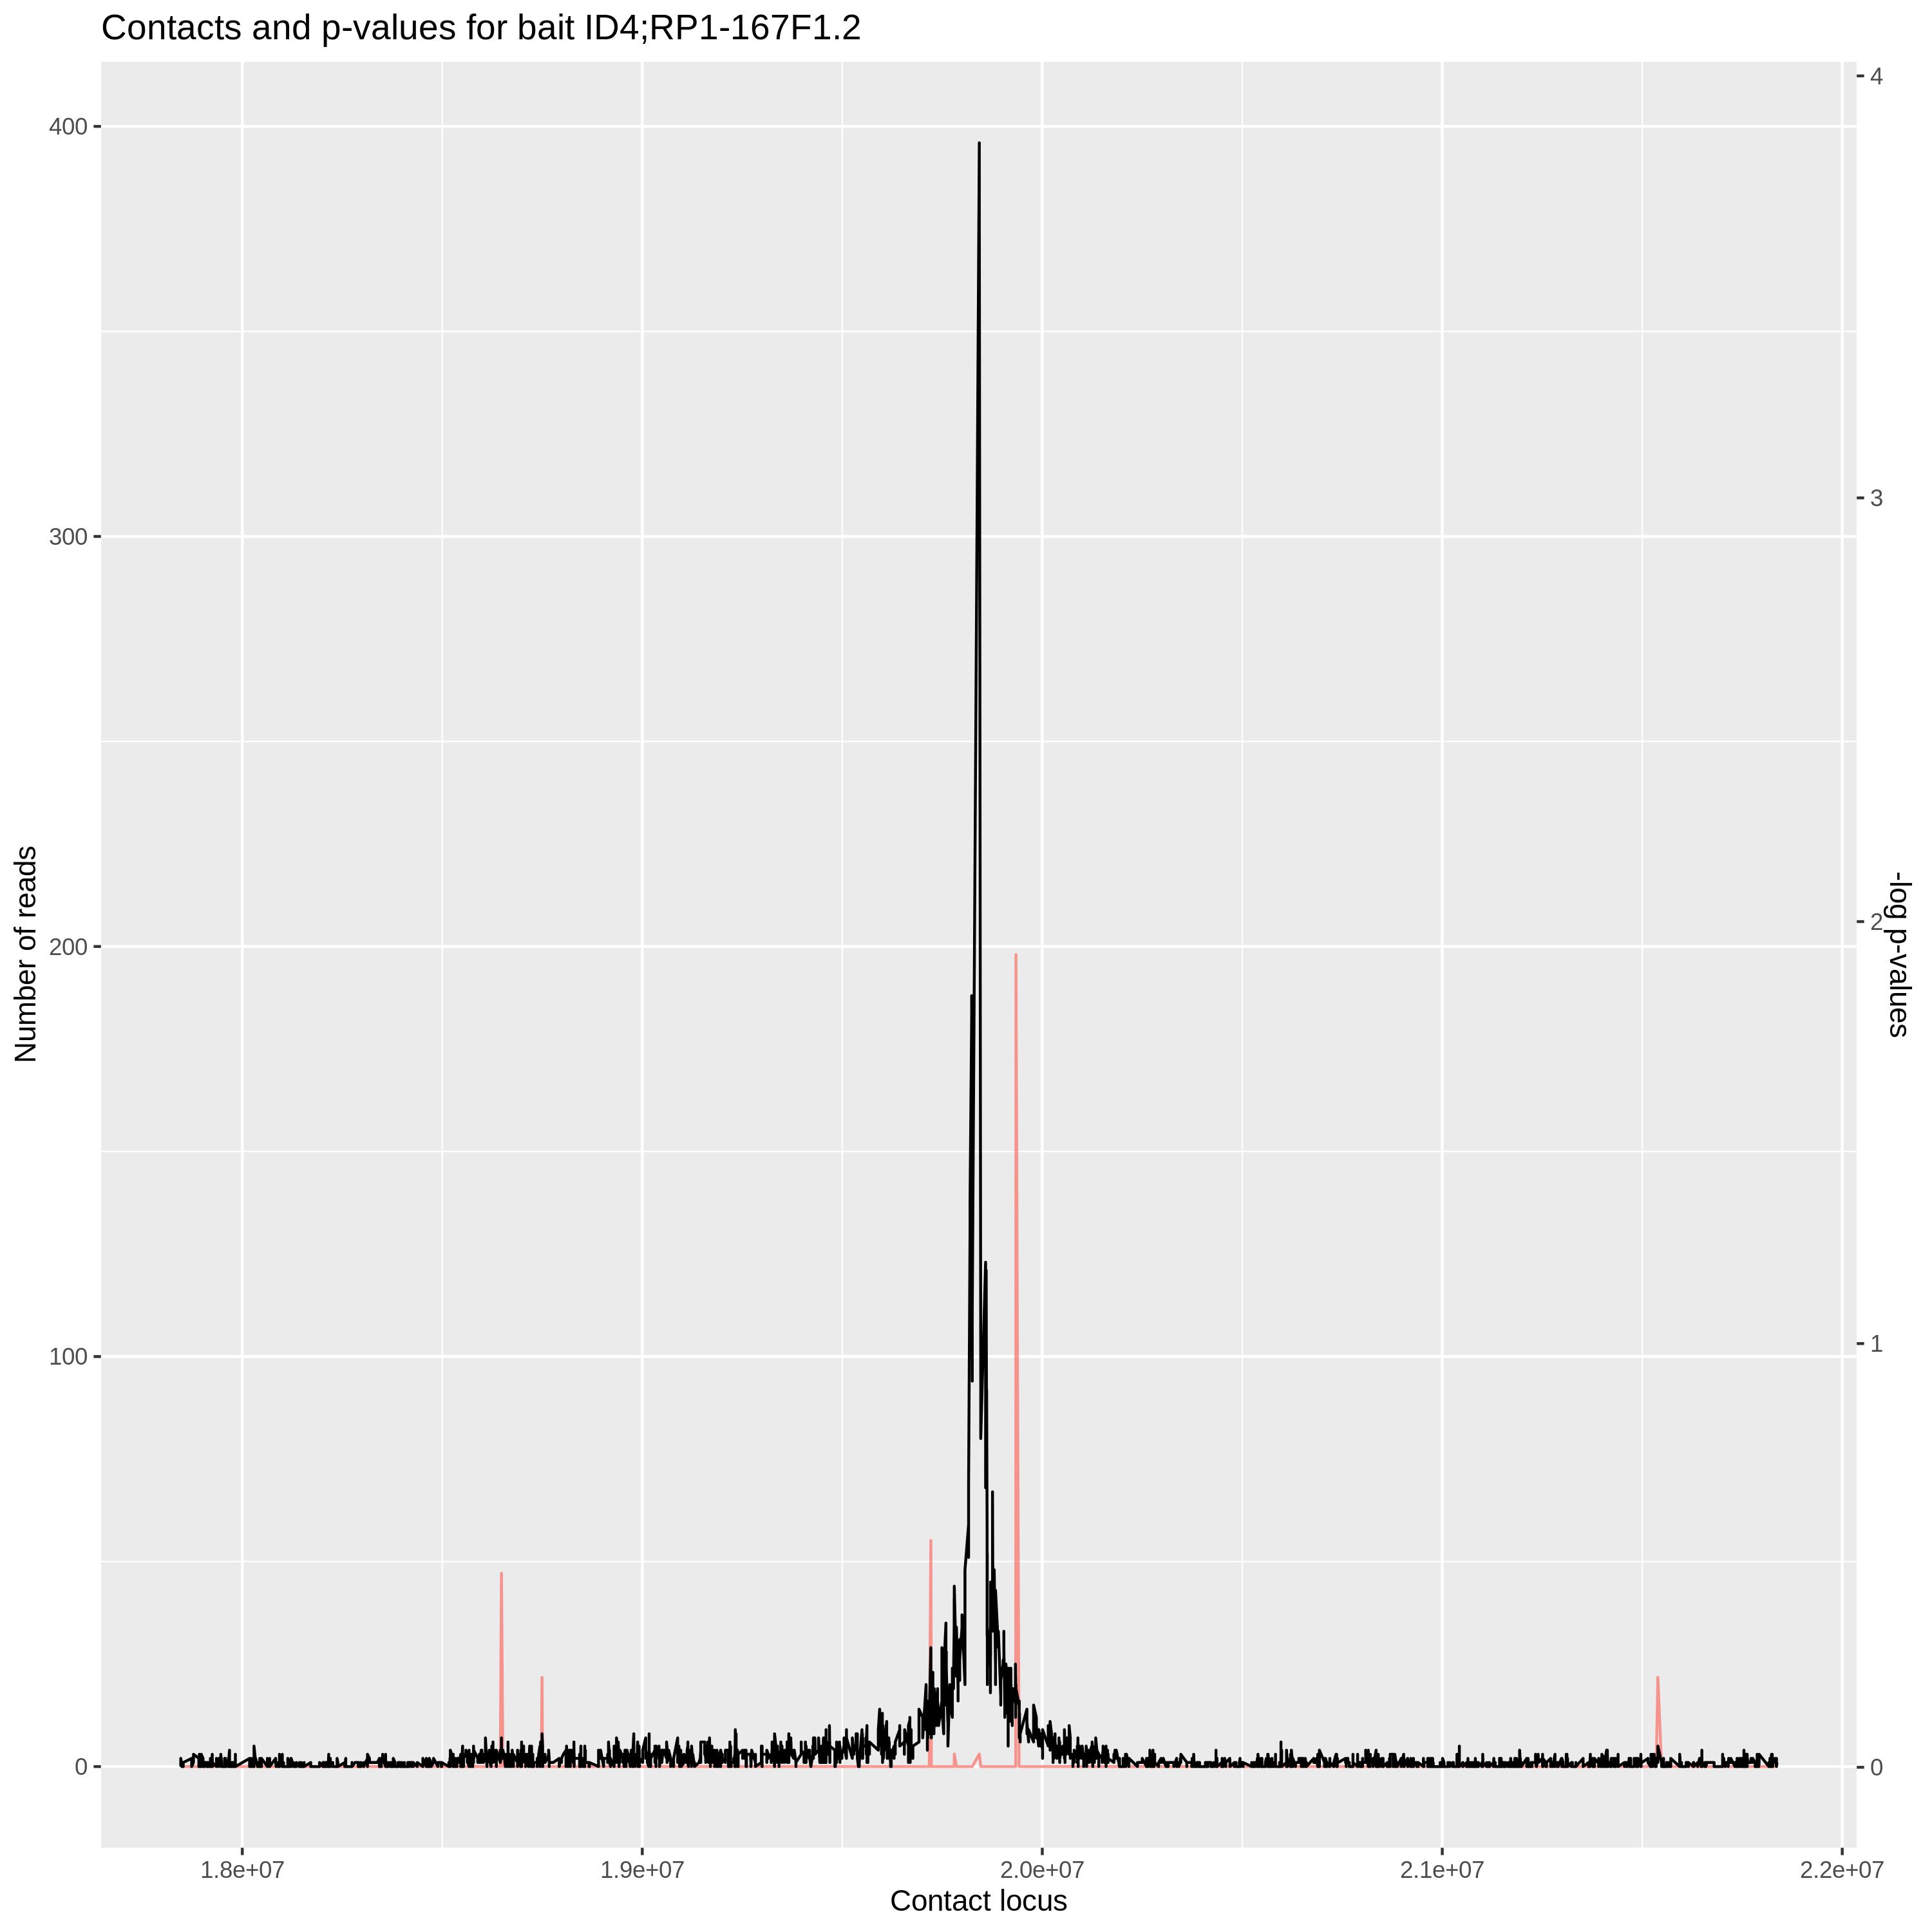 Contacts and p-values for bait ID4;RP1-167F1.2
400
300
200
100
0
Number of reads
4
3
2
1
0
-log p-values
1.8e+07 1.9e+07 2.0e+07 2.1e+07 2.2e+07
Contact locus